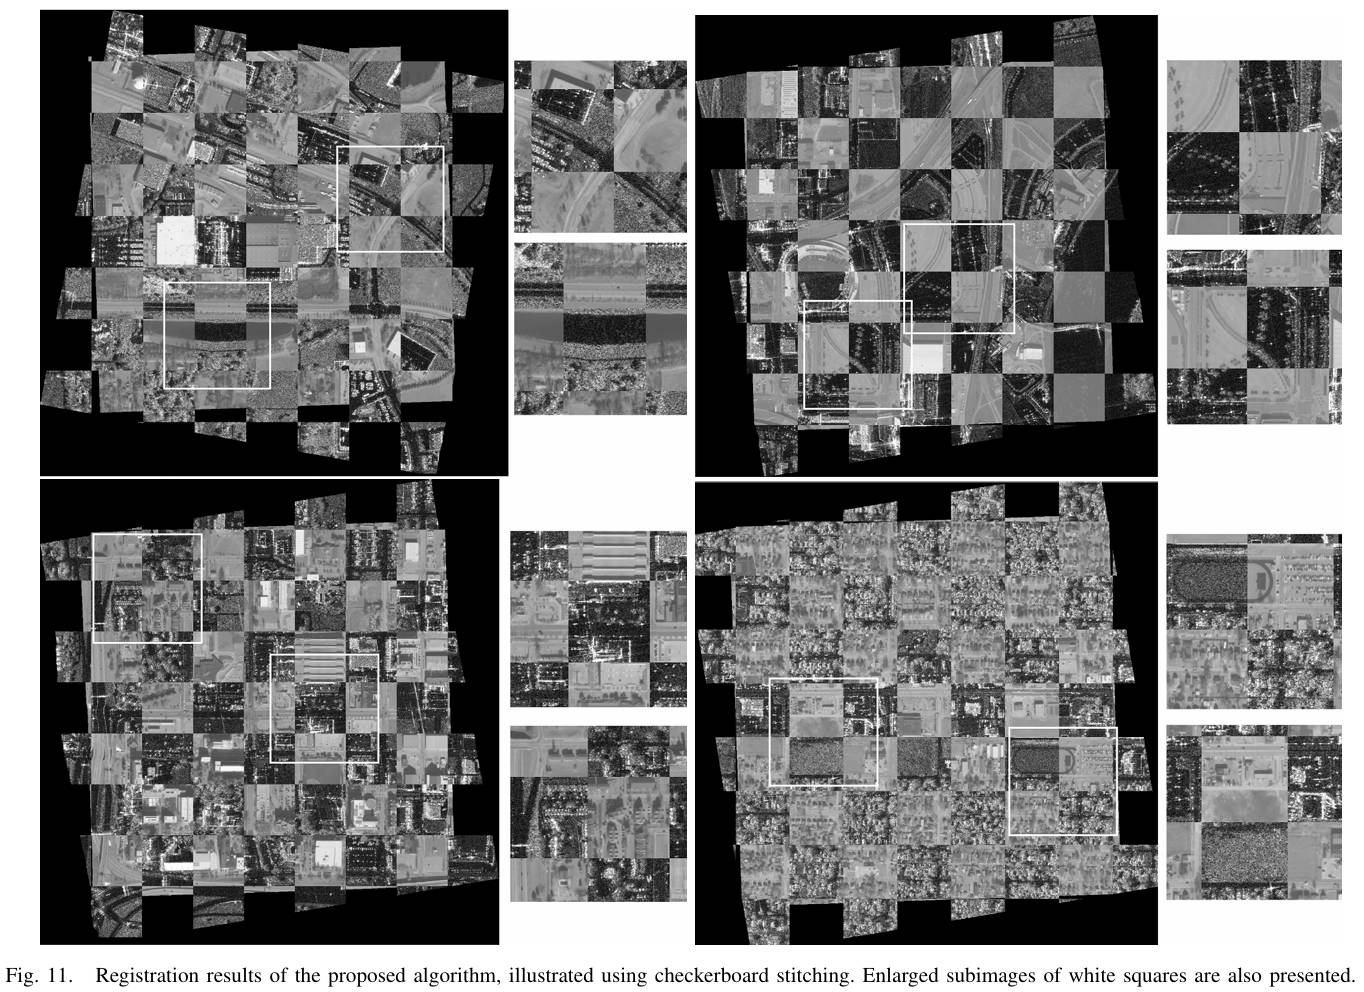 Fig. 11. Registration results of the proposed algorithm, illustrated using checkerboard stitching. Enlarged subimages of white squares are also presented.